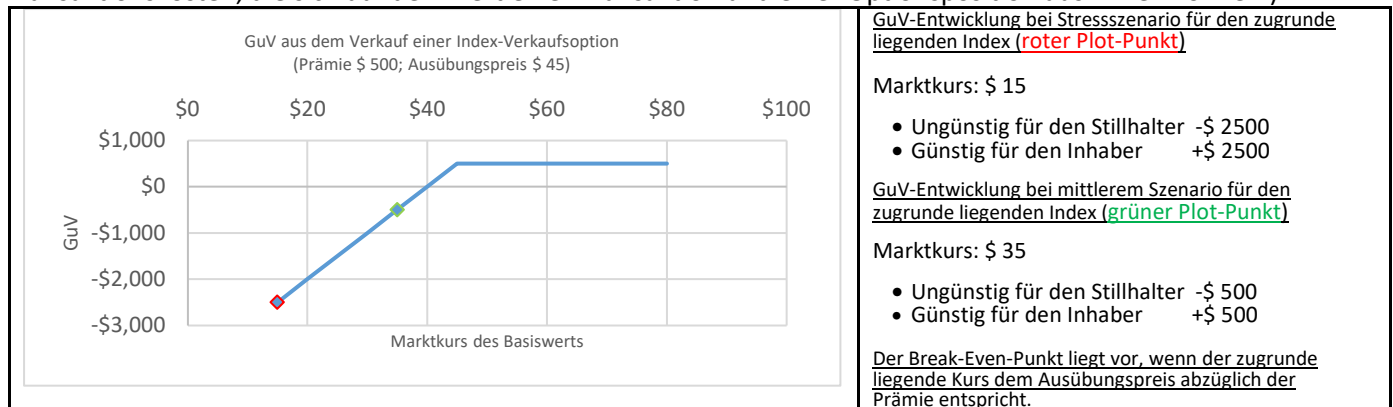 GuV aus dem Verkauf einer Index-Verkaufsoption
(Prämie $ 500; Ausübungspreis $ 45)
$0 $20 $40 $60 $80 $100
$1,000
$0
-$1,000
-$2,000
-$3,000
GuV
Marktkurs des Basiswerts
GuV-Entwicklung bei Stressszenario für den zugrunde
liegenden Index (roter Plot-Punkt)
Marktkurs: $ 15
• Ungünstig für den Stillhalter -$ 2500
• Günstig für den Inhaber +$ 2500
GuV-Entwicklung bei mittlerem Szenario für den
zugrunde liegenden Index (grüner Plot-Punkt)
Marktkurs: $ 35
• Ungünstig für den Stillhalter -$ 500
• Günstig für den Inhaber +$ 500
Der Break-Even-Punkt liegt vor, wenn der zugrunde
liegende Kurs dem Ausübungspreis abzüglich der
Prämie entspricht.